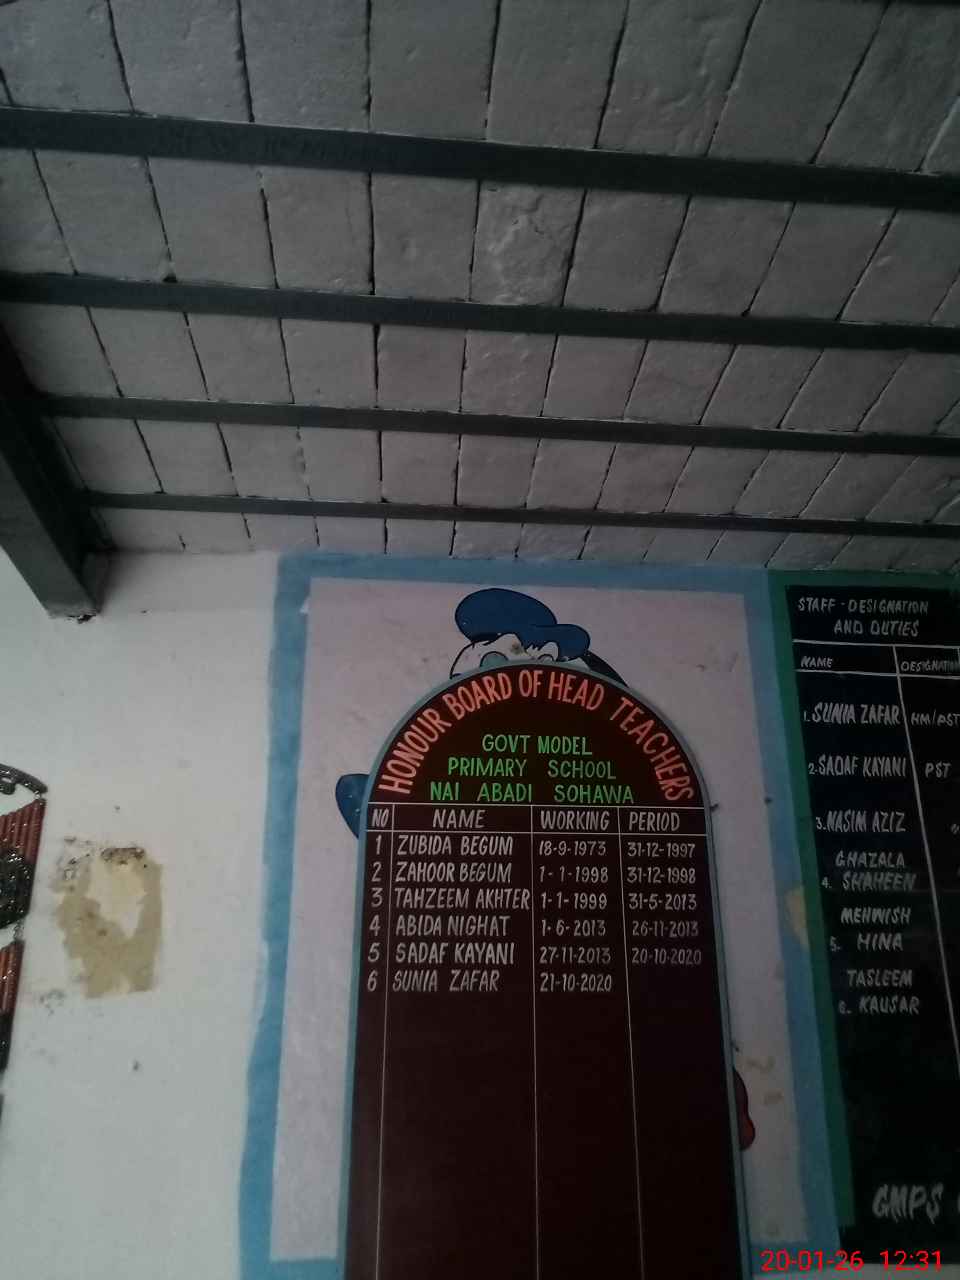 HONOUR BOARD OF HEAD TEACHERS
GOVT MODEL
PRIMARY SCHOOL
NAI ABADI SOHAWA
NO NAME WORKING PERIOD
1 ZUBIDA BEGUM 18-9-1973 31-12-1997
2 ZAHOOR BEGUM 1-1-1998 31-12-1998
3 TAHZEEM AKHTER 1-1-1999 31-5-2013
4 ABIDA NIGHAT 1-6-2013 26-11-2013
5 SADAF KAYANI 27-11-2013 20-10-2020
6 SUNIA ZAFAR 21-10-2020
STAFF-DESIGNATION
AND DUTIES
NAME DESIGNATION
1. SUNIA ZAFAR HM/PST
2. SADAF KAYANI PST
3. NASIM AZIZ "
GHAZALA
4. SHAHEEN
MEHWISH
5. HINA
TASLEEM
6. KAUSAR
GMPS
20-01-26 12:31